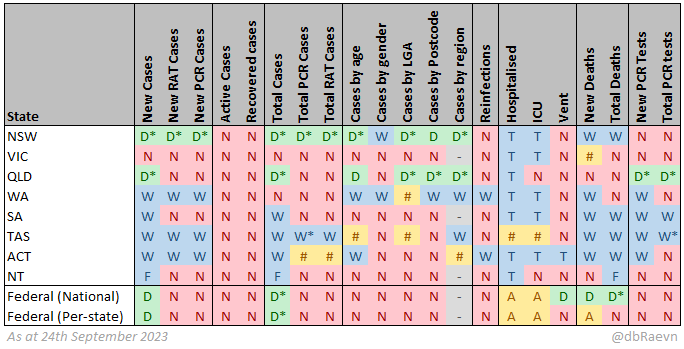 State New Cases New RAT Cases New PCR Cases Active Cases Recovered cases Total Cases Total PCR Cases Total RAT Cases Cases by age Cases by gender Cases by LGA Cases by Postcode Cases by region Reinfections Hospitalised ICU Vent New Deaths Total Deaths New PCR Tests Total PCR tests
NSW D* D* D* N N D* D* D* D* W D* D D* N T T N W W N N
VIC N N N N N N N N N N N N - N T T N # N N N
QLD D* N N N N D* N N D N D* D* D* N T N N N N D* D*
WA W W W N N N N N W W # W W W T T N W W W W
SA W N N N N W N N N N N N - N T T N W W W W
TAS W W W N N W W* W # N # N N N # # N W W W W*
ACT W W W N N W # # W N N N # W T T T W W W W
NT F N N N N F N N N N N N - N T N N N F N N
Federal (National) D N N N N D* N N N N N N - N A A D D D* N N
Federal (Per-state) D N N N N D* N N N N N N - N A A N A N N N
As at 24th September 2023 @dbRaevn